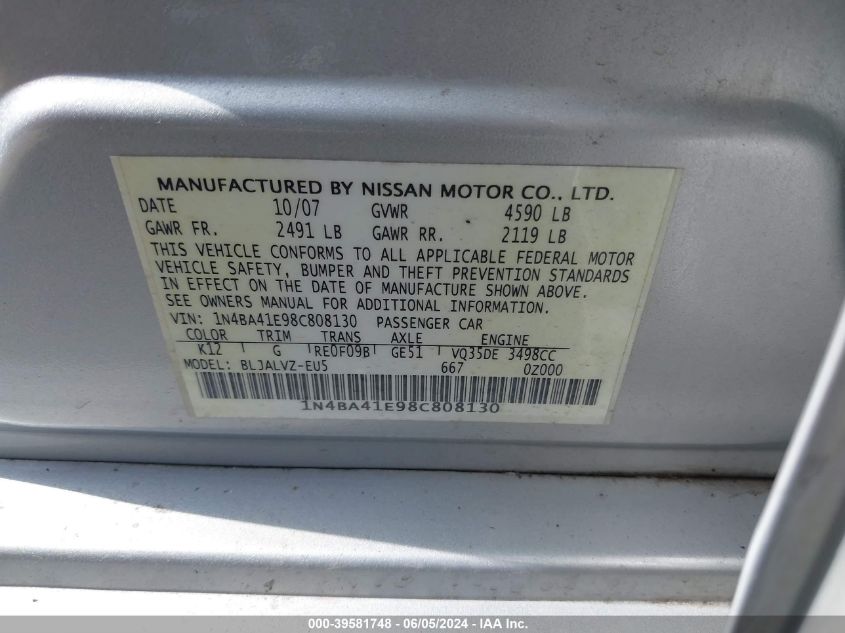 MANUFACTURED BY NISSAN MOTOR CO., LTD.
DATE 10/07 GVWR 4590 LB
GAWR FR. 2491 LB GAWR RR. 2119 LB
THIS VEHICLE CONFORMS TO ALL APPLICABLE FEDERAL MOTOR
VEHICLE SAFETY, BUMPER AND THEFT PREVENTION STANDARDS
IN EFFECT ON THE DATE OF MANUFACTURE SHOWN ABOVE.
SEE OWNERS MANUAL FOR ADDITIONAL INFORMATION.
VIN: 1N4BA41E98C808130 PASSENGER CAR
COLOR TRIM TRANS AXLE ENGINE
K12 G RE0F09B GE51 VQ35DE 3498CC
MODEL: BLJALVZ-EU5 667 0Z000
1N4BA41E98C808130
000-39581748 - 06/05/2024 - IAA Inc.